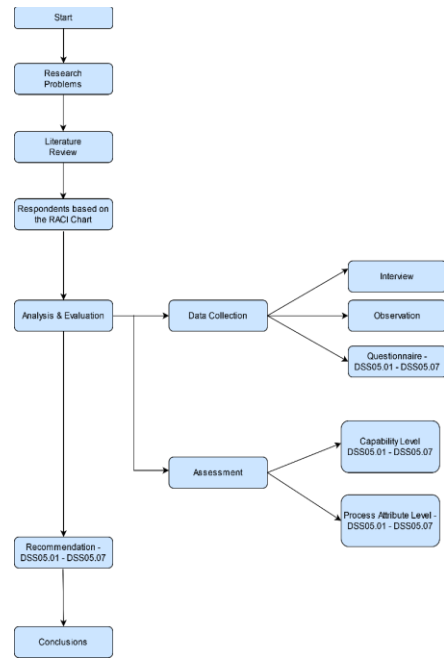 Start
Research
Problems
Literature
Review
Respondents based on
the RACI Chart
Analysis & Evaluation
Data Collection
Interview
Observation
Questionnaire -
DSS05.01 - DSS05.07
Assessment
Capability Level
DSS05.01 - DSS05.07
Process Attribute Level -
DSS05.01 - DSS05.07
Recommendation -
DSS05.01 - DSS05.07
Conclusions